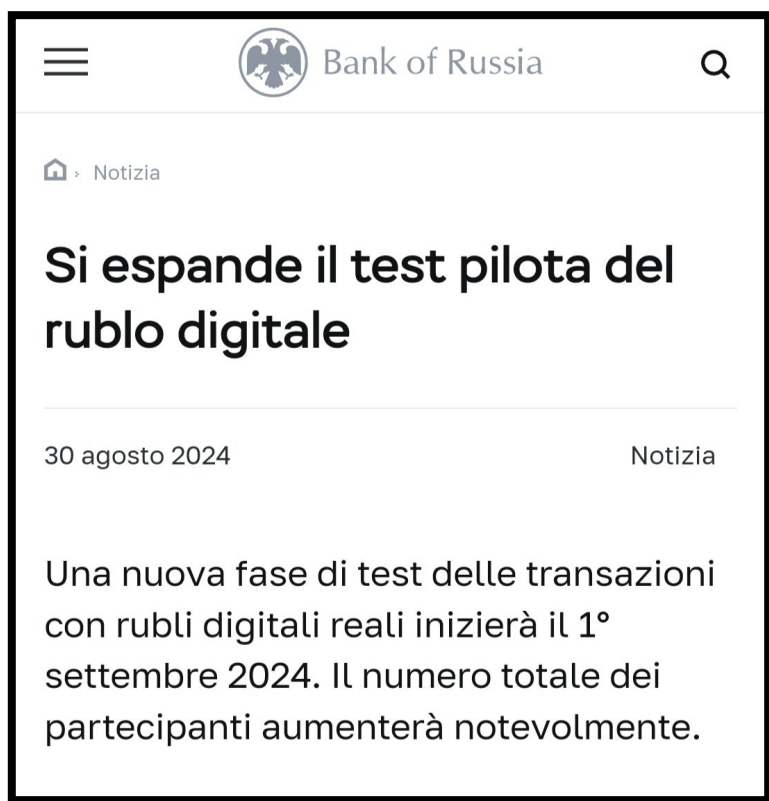 Bank of Russia
Notizia
Si espande il test pilota del
rublo digitale
30 agosto 2024 Notizia
Una nuova fase di test delle transazioni
con rubli digitali reali inizierà il 1°
settembre 2024. Il numero totale dei
partecipanti aumenterà notevolmente.